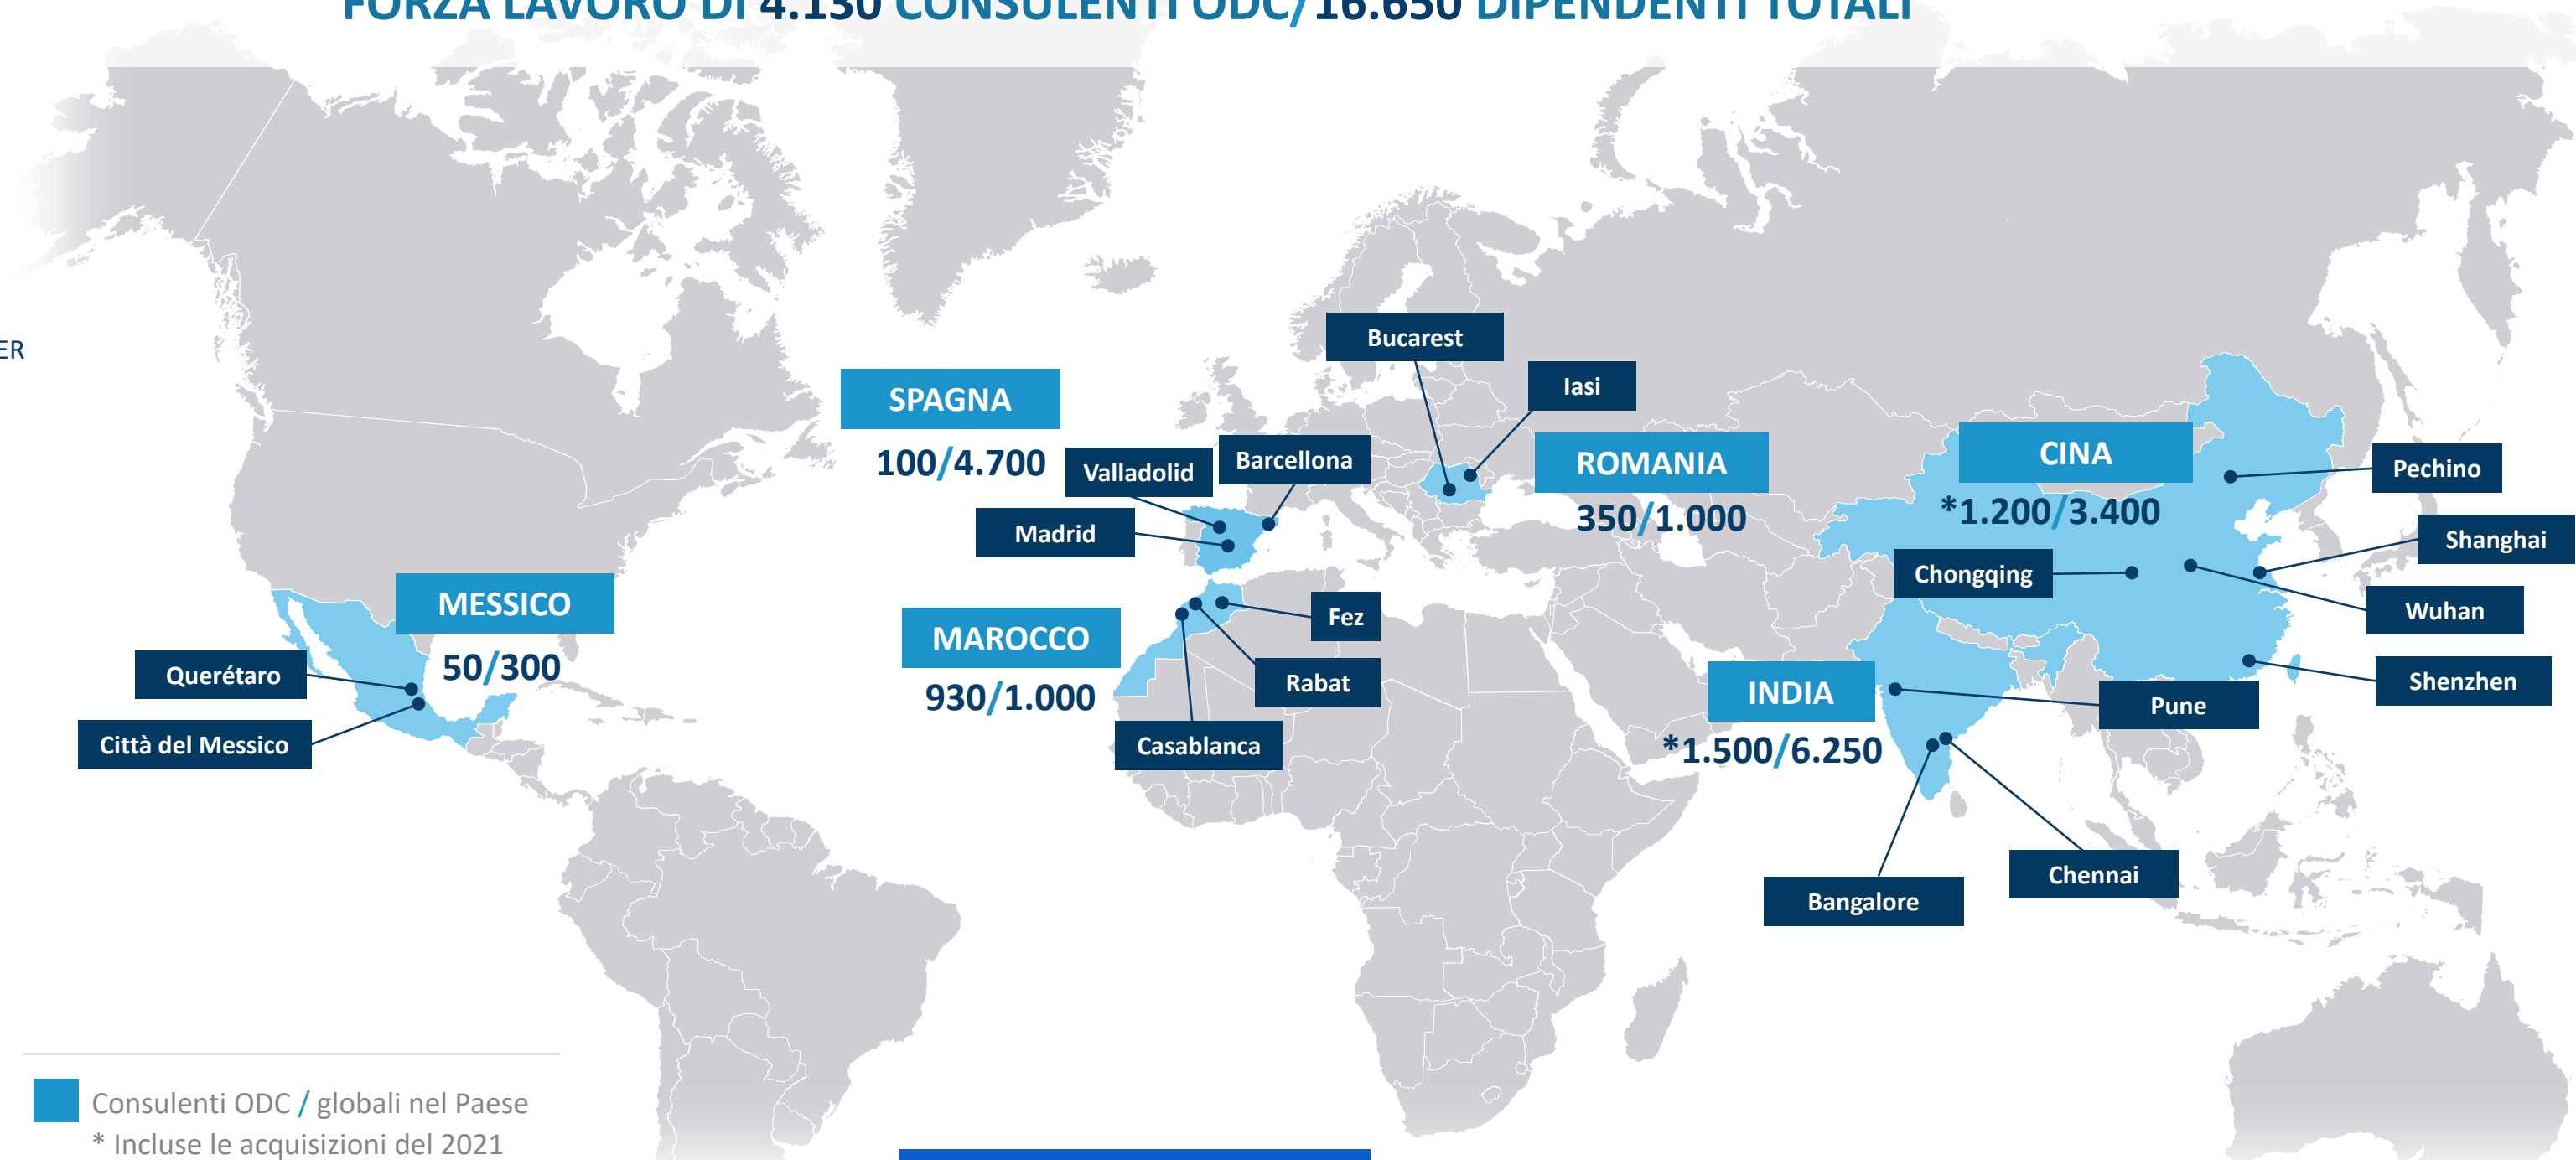 FORZA LAVORO DI 4.130 CONSULENTI ODC/16.650 DIPENDENTI TOTALI
ER
Bucarest
Iasi
SPAGNA
100/4.700
Valladolid
Barcellona
Madrid
ROMANIA
350/1.000
CINA
*1.200/3.400
Pechino
Shanghai
Chongqing
Wuhan
Shenzhen
MESSICO
50/300
Querétaro
Città del Messico
MAROCCO
930/1.000
Fez
Rabat
Casablanca
INDIA
*1.500/6.250
Pune
Chennai
Bangalore
Consulenti ODC / globali nel Paese
* Incluse le acquisizioni del 2021